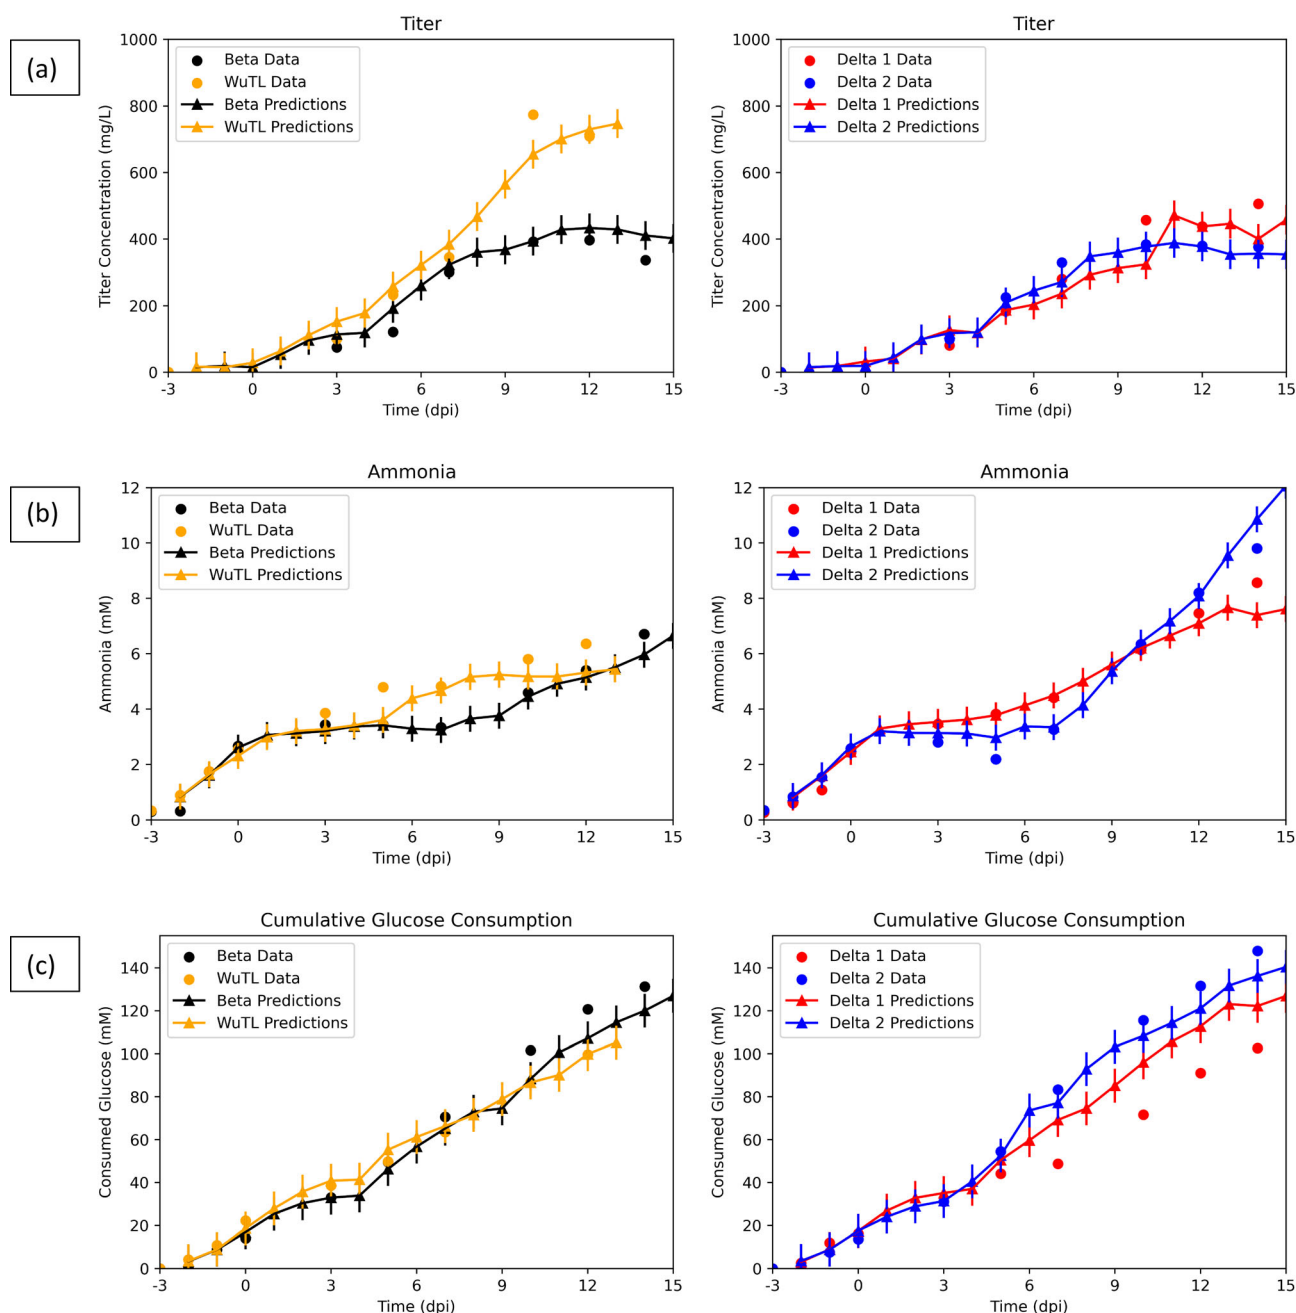 (a)
Titer
Titer Concentration (mg/L)
1000
800
600
400
200
0
Beta Data
WuTL Data
Beta Predictions
WuTL Predictions
-3 0 3 6 9 12 15
Time (dpi)
Titer
Titer Concentration (mg/L)
1000
800
600
400
200
0
Delta 1 Data
Delta 2 Data
Delta 1 Predictions
Delta 2 Predictions
-3 0 3 6 9 12 15
Time (dpi)
(b)
Ammonia
Ammonia (mM)
12
10
8
6
4
2
0
Beta Data
WuTL Data
Beta Predictions
WuTL Predictions
-3 0 3 6 9 12 15
Time (dpi)
Ammonia
Ammonia (mM)
12
10
8
6
4
2
0
Delta 1 Data
Delta 2 Data
Delta 1 Predictions
Delta 2 Predictions
-3 0 3 6 9 12 15
Time (dpi)
(c)
Cumulative Glucose Consumption
Consumed Glucose (mM)
140
120
100
80
60
40
20
0
Beta Data
WuTL Data
Beta Predictions
WuTL Predictions
-3 0 3 6 9 12 15
Time (dpi)
Cumulative Glucose Consumption
Consumed Glucose (mM)
140
120
100
80
60
40
20
0
Delta 1 Data
Delta 2 Data
Delta 1 Predictions
Delta 2 Predictions
-3 0 3 6 9 12 15
Time (dpi)